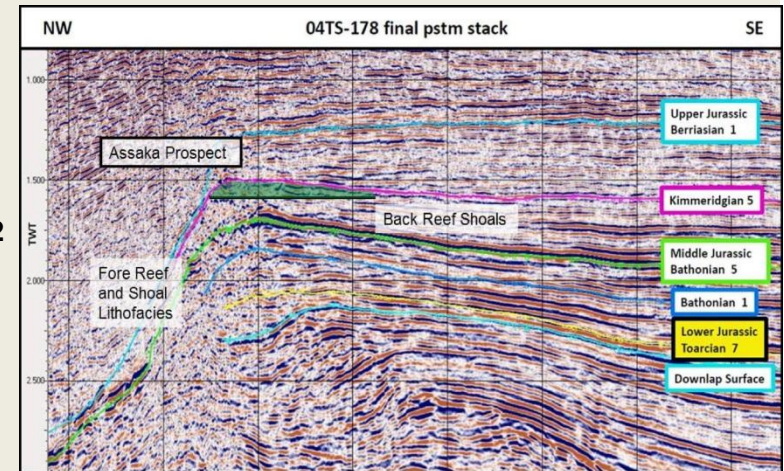 NW
04TS-178 final pstm stack
SE
1.000
Upper Jurassic
Berriasian 1
Assaka Prospect
1.500
Kimmeridgian 5
Back Reef Shoals
2
TWT
Middle Jurassic
Bathonian 5
Fore Reef
and Shoal
Lithofacies
2.000
Bathonian 1
Lower Jurassic
Toarcian 7
Downlap Surface
2.500